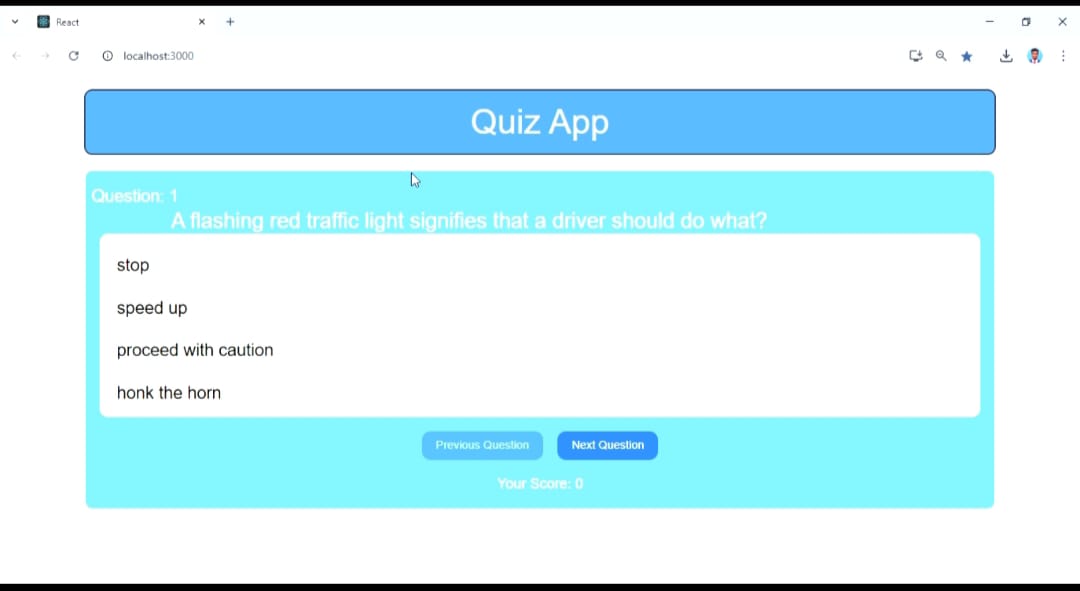 React
localhost:3000
Quiz App
Question: 1
A flashing red traffic light signifies that a driver should do what?
stop
speed up
proceed with caution
honk the horn
Previous Question Next Question
Your Score: 0